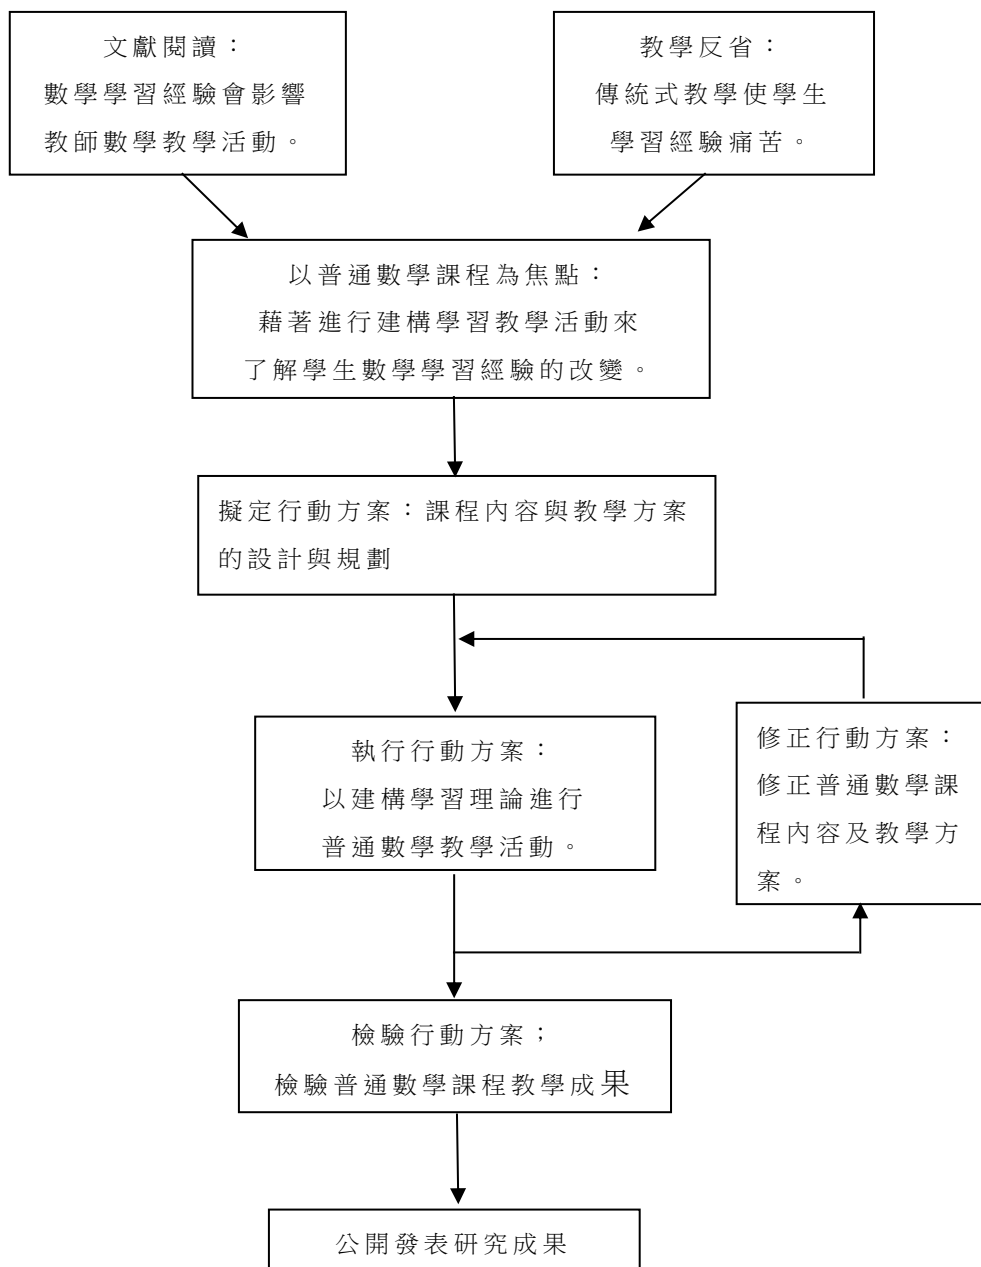 文獻閱讀：
數學學習經驗會影響
教師數學教學活動。
教學反省：
傳統式教學使學生
學習經驗痛苦。
以普通數學課程為焦點：
藉著進行建構學習教學活動來
了解學生數學學習經驗的改變。
擬定行動方案：課程內容與教學方案
的設計與規劃
執行行動方案：
以建構學習理論進行
普通數學教學活動。
修正行動方案：
修正普通數學課
程內容及教學方
案。
檢驗行動方案；
檢驗普通數學課程教學成果
公開發表研究成果